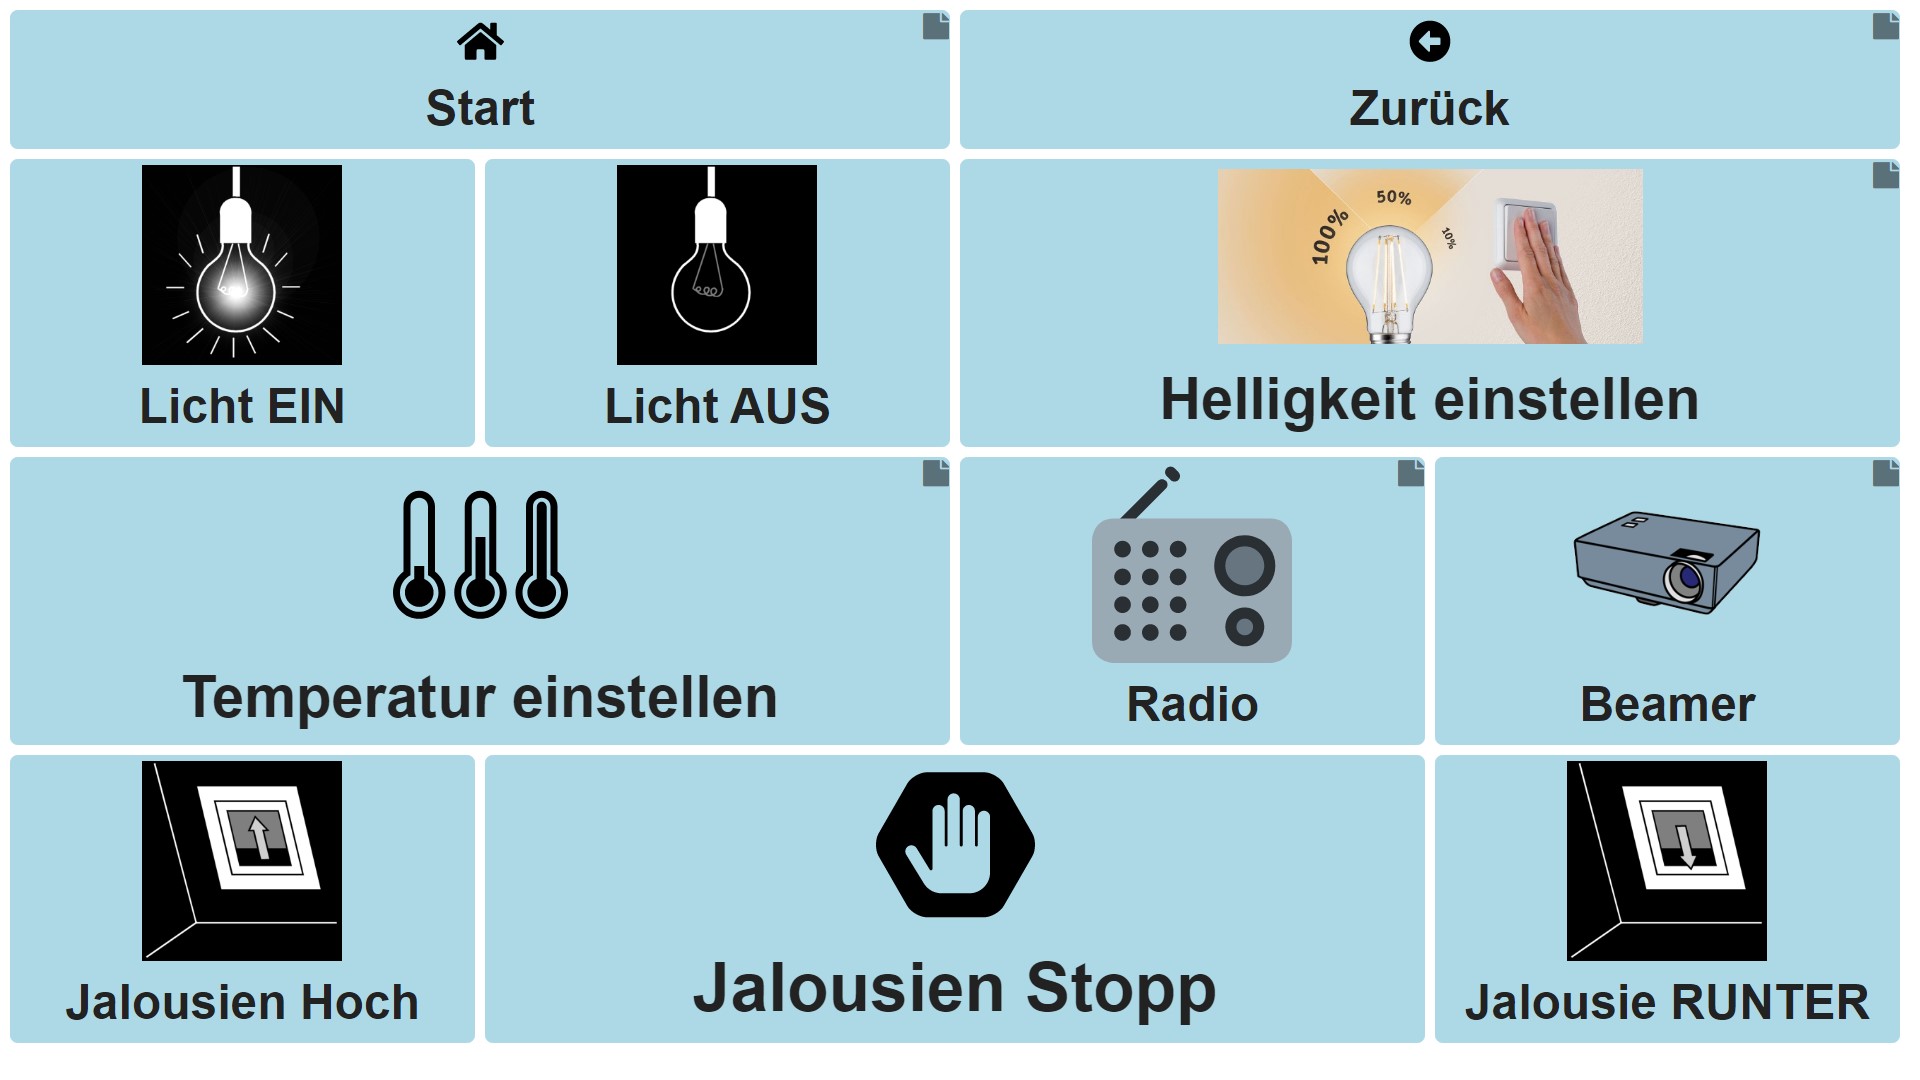 Start
Zurück
Licht EIN
Licht AUS
100%
50%
10%
Helligkeit einstellen
Temperatur einstellen
Radio
Beamer
Jalousien Hoch
Jalousien Stopp
Jalousie RUNTER